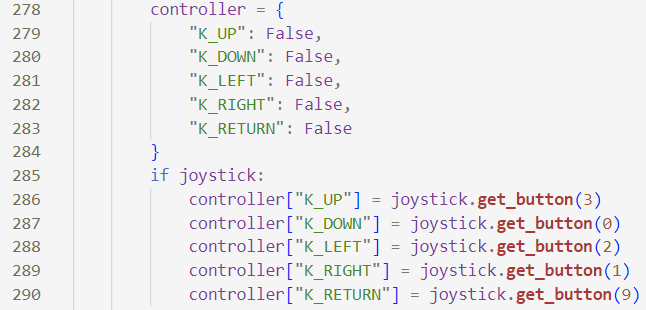 278 controller = {
279 "K_UP": False,
280 "K_DOWN": False,
281 "K_LEFT": False,
282 "K_RIGHT": False,
283 "K_RETURN": False
284 }
285 if joystick:
286 controller["K_UP"] = joystick.get_button(3)
287 controller["K_DOWN"] = joystick.get_button(0)
288 controller["K_LEFT"] = joystick.get_button(2)
289 controller["K_RIGHT"] = joystick.get_button(1)
290 controller["K_RETURN"] = joystick.get_button(9)